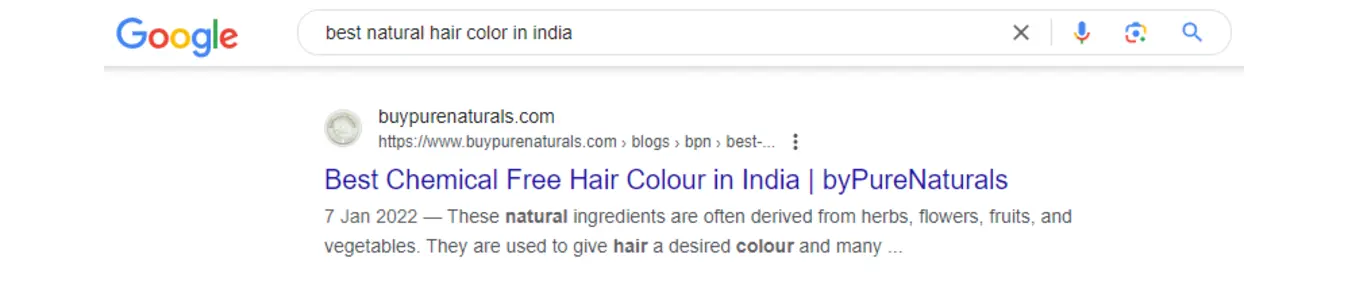 Google best natural hair color in india
buypurenaturals.com
https://www.buypurenaturals.com › blogs › bpn › best-...
Best Chemical Free Hair Colour in India | byPureNaturals
7 Jan 2022 — These natural ingredients are often derived from herbs, flowers, fruits, and
vegetables. They are used to give hair a desired colour and many ...